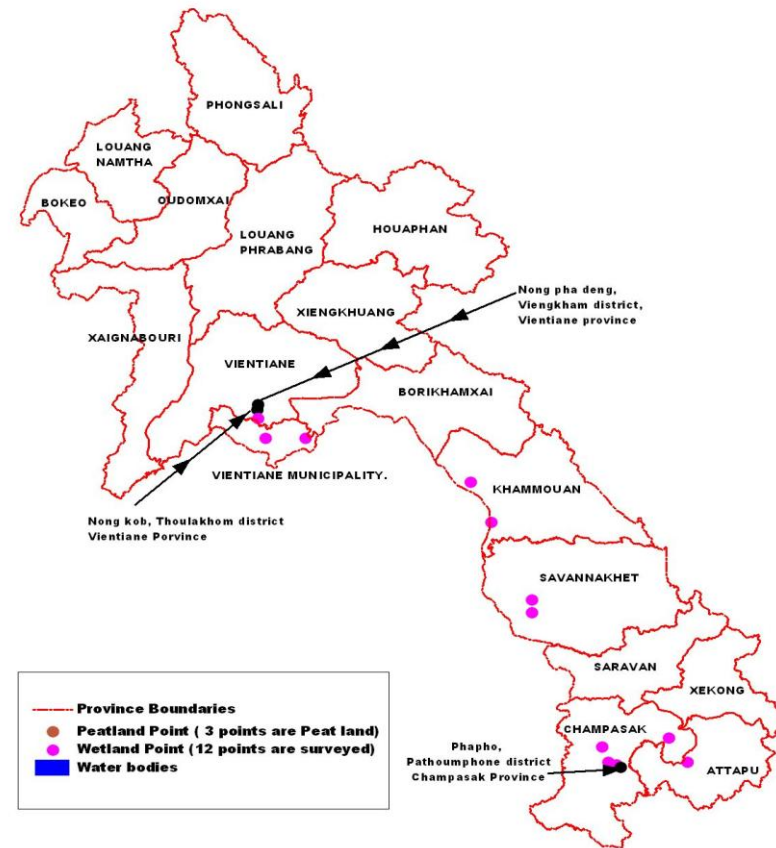 PHONGSALI
LOUANG
NAMTHA
BOKEO
OUDOMXAI
LOUANG
PHRABANG
HOUAPHAN
Nong pha deng,
Viengkham district,
Vientiane province
XIENGKHUANG
XAIGNABOURI
VIENTIANE
BORIKHAMXAI
VIENTIANE MUNICIPALITY.
KHAMMOUAN
Nong kob, Thoulakhom district
Vientiane Porvince
SAVANNAKHET
SARAVAN
XEKONG
CHAMPASAK
ATTAPU
Phapho,
Pathoumphone district
Champasak Province
Province Boundaries
Peatland Point ( 3 points are Peat land)
Wetland Point (12 points are surveyed)
Water bodies